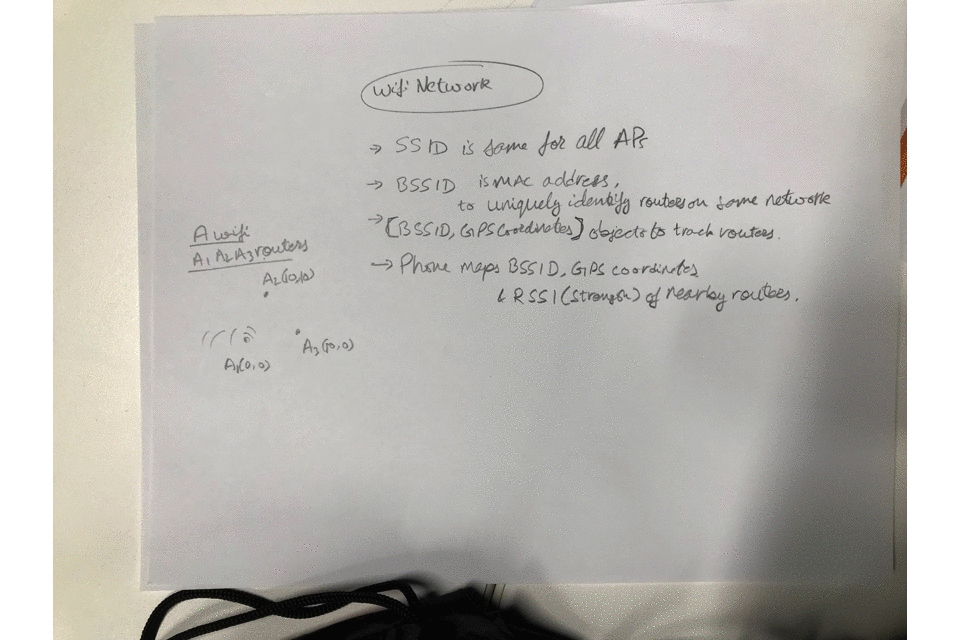 Wifi Network
→ SSID is same for all APs
→ BSSID is MAC address,
to uniquely identify routers on same network
→ [BSSID, GPS coordinates] objects to track routers.
→ Phone maps BSSID, GPS coordinates
& RSSI (strength) of nearby routers.
A wifi
A1 A2 A3 routers
A2(10,10)
A1(0,0)
A3(10,0)